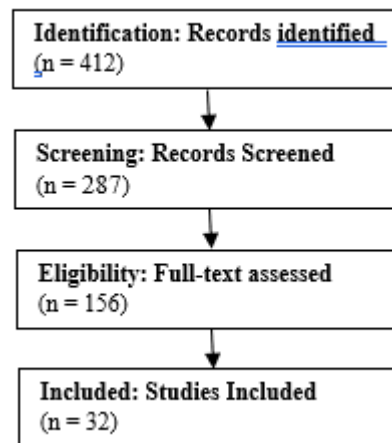 Identification: Records identified
(n = 412)
Screening: Records Screened
(n = 287)
Eligibility: Full-text assessed
(n = 156)
Included: Studies Included
(n = 32)